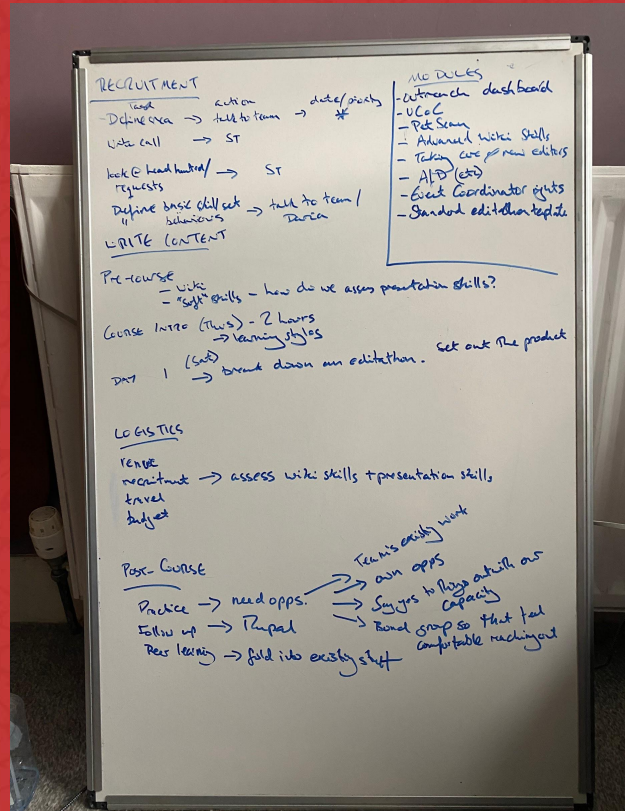 RECRUITMENT
Task action date/priority
- Define area → talk to team → *
Write call → ST
look @ head hunted/ requests → ST
Define basic skill set → talk to team/
" behaviours Daria
WRITE CONTENT
MODULES
- Outreach dashboard
- UCoC
- PetScan
- Advanced Wiki Skills
- Taking care of new editors
- AfD (etc)
- Event Coordinator rights
- Standard editathon template
Pre-course
- wiki
- "soft" skills - how do we assess presentation skills?
COURSE INTRO (Thurs) - 2 hours
→ learning styles
DAY 1 (Sat) → break down an editathon. Set out the product
LOGISTICS
venue
recruitment → assess wiki skills + presentation skills
travel
budget
POST-COURSE
Practice → need opps.
→ Team's existing work
→ own opps
→ Say yes to things outwith our
capacity
→ Bond group so that feel
comfortable reaching out
Follow up →
Peer learning → fold into existing stuff